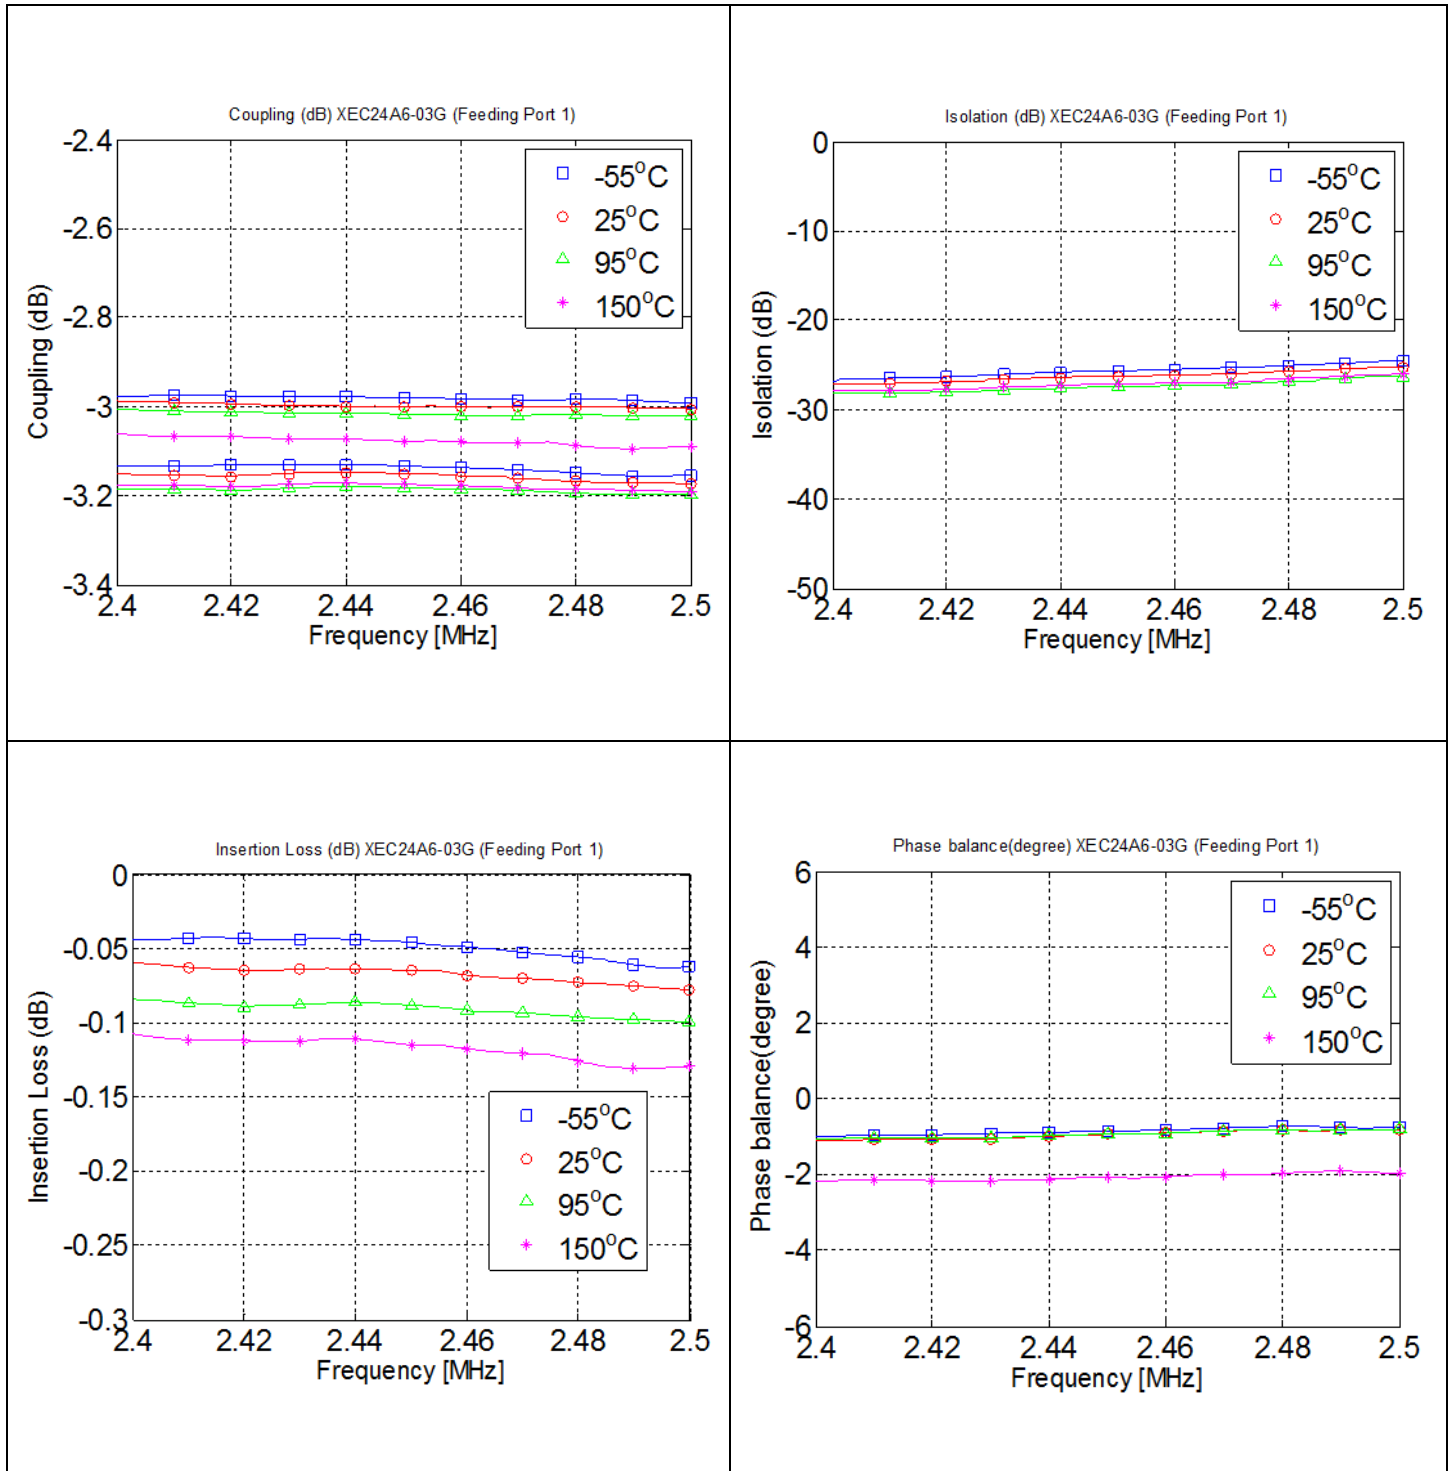 Coupling (dB) XEC24A6-03G (Feeding Port 1)
-2.4
-2.6
-2.8
-3
-3.2
-3.4
Coupling (dB)
-55°C
25°C
95°C
150°C
2.4 2.42 2.44 2.46 2.48 2.5
Frequency [MHz]
Isolation (dB) XEC24A6-03G (Feeding Port 1)
0
-10
-20
-30
-40
-50
Isolation (dB)
-55°C
25°C
95°C
150°C
2.4 2.42 2.44 2.46 2.48 2.5
Frequency [MHz]
Insertion Loss (dB) XEC24A6-03G (Feeding Port 1)
0
-0.05
-0.1
-0.15
-0.2
-0.25
-0.3
Insertion Loss (dB)
-55°C
25°C
95°C
150°C
2.4 2.42 2.44 2.46 2.48 2.5
Frequency [MHz]
Phase balance(degree) XEC24A6-03G (Feeding Port 1)
6
4
2
0
-2
-4
-6
Phase balance(degree)
-55°C
25°C
95°C
150°C
2.4 2.42 2.44 2.46 2.48 2.5
Frequency [MHz]